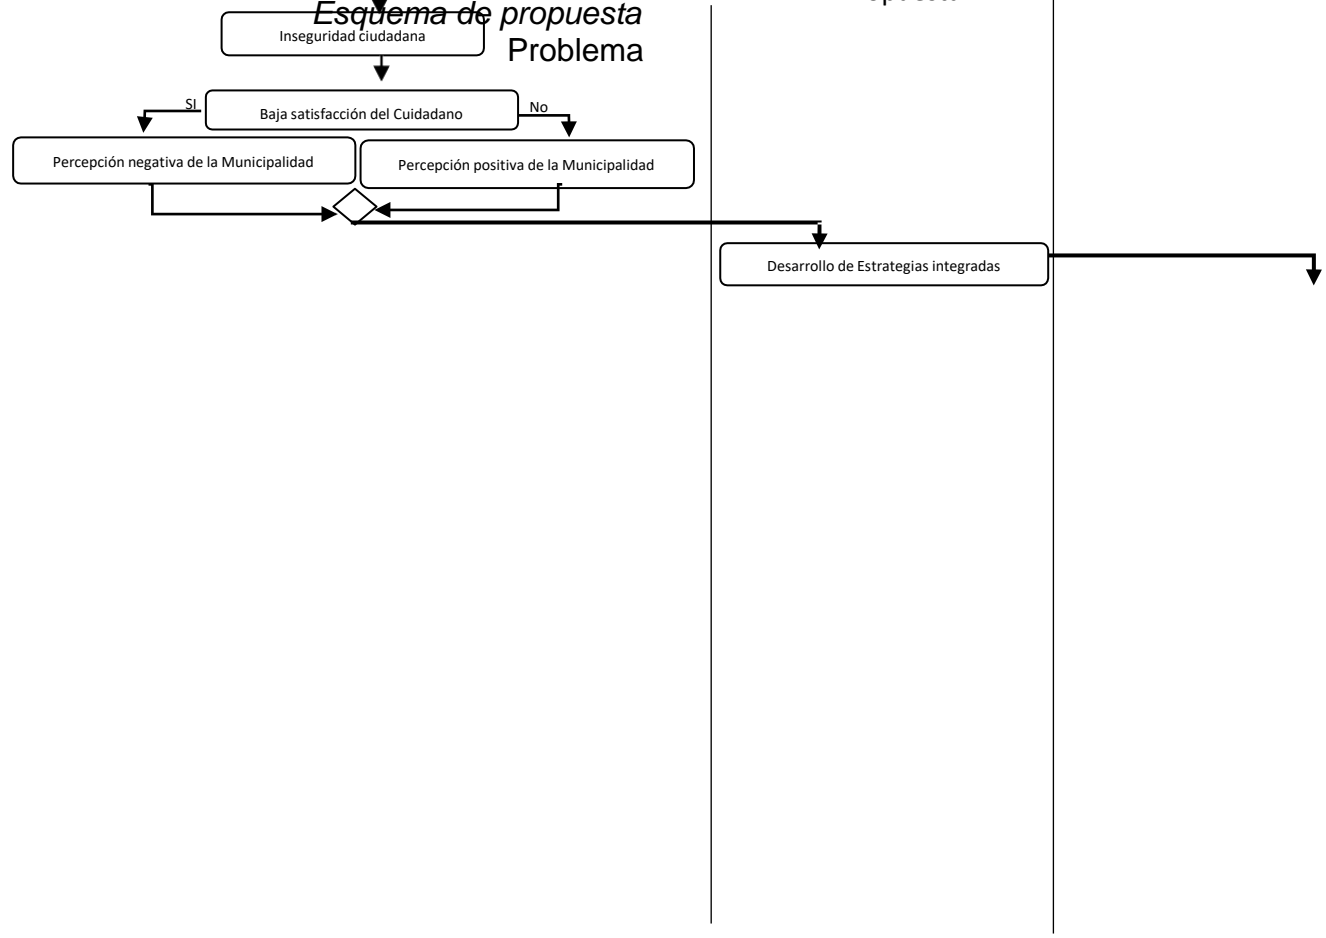 Esquema de propuesta
Problema
Inseguridad ciudadana
Baja satisfacción del Cuidadano
SI
No
Percepción negativa de la Municipalidad
Percepción positiva de la Municipalidad
Desarrollo de Estrategias integradas